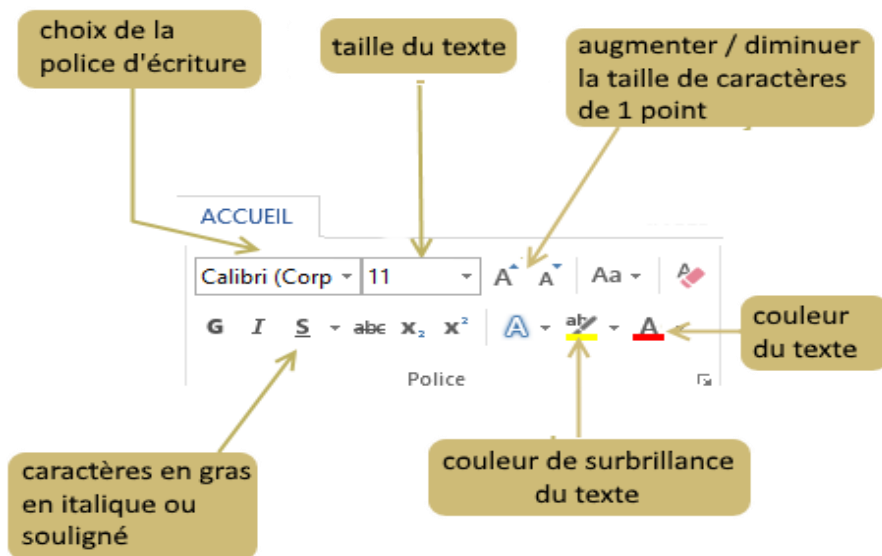 choix de la
police d'écriture
taille du texte
augmenter / diminuer
la taille de caractères
de 1 point
ACCUEIL
Calibri (Corp
11
A A Aa A
G I S abc x₂ x² A ab A
Police
couleur
du texte
caractères en gras
en italique ou
souligné
couleur de surbrillance
du texte